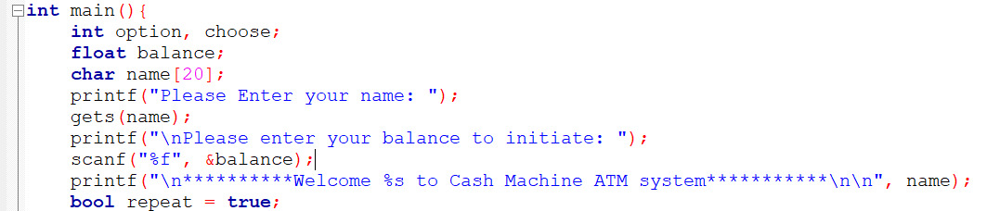 int main(){
int option, choose;
float balance;
char name[20];
printf("Please Enter your name: ");
gets(name);
printf("\nPlease enter your balance to initiate: ");
scanf("%f", &balance);
printf("\n**********Welcome %s to Cash Machine ATM system***********\n\n", name);
bool repeat = true;